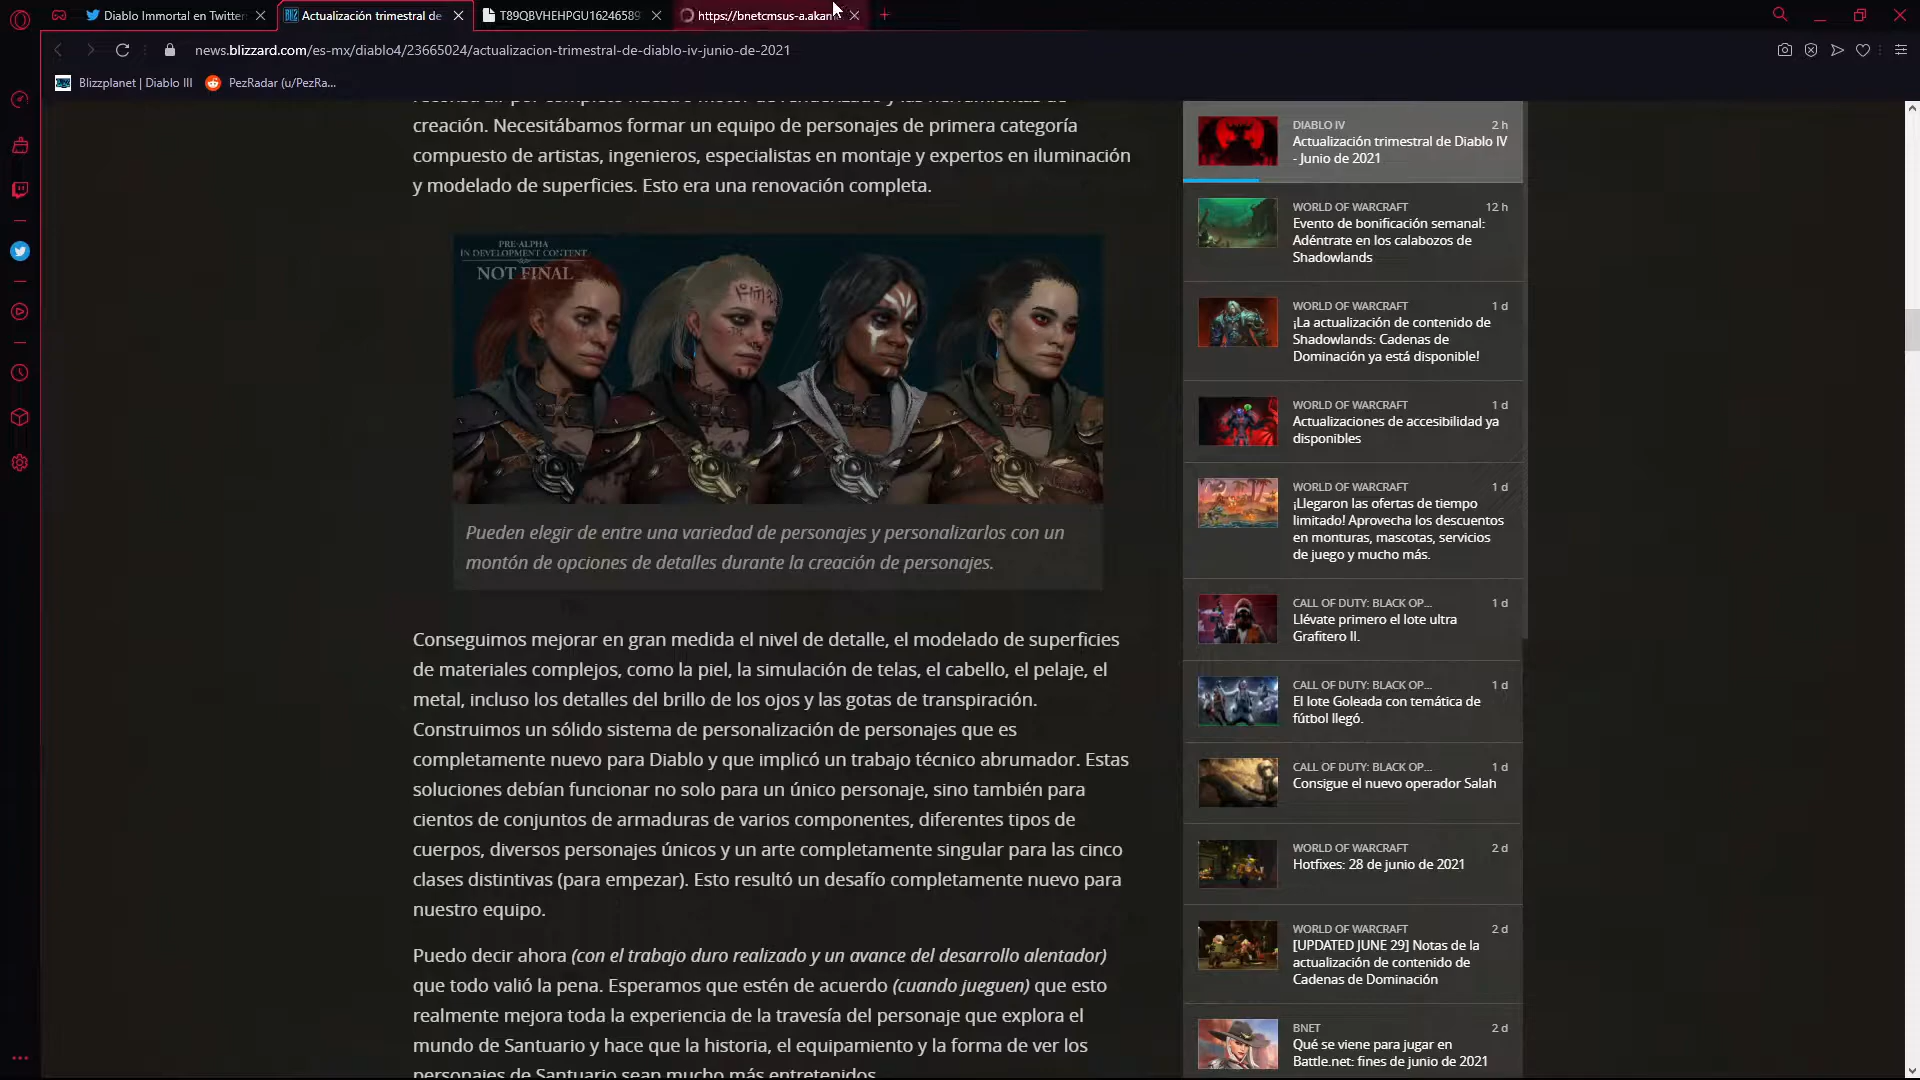 Diablo Immortal en Twitter:
Actualización trimestral de
T89QBVHEHPGU16246589
https://bnetcmsus-a.akam
news.blizzard.com/es-mx/diablo4/23665024/actualizacion-trimestral-de-diablo-iv-junio-de-2021
Blizzplanet | Diablo III
PezRadar (u/PezRa...
creación. Necesitábamos formar un equipo de personajes de primera categoría
compuesto de artistas, ingenieros, especialistas en montaje y expertos en iluminación
y modelado de superficies. Esto era una renovación completa.
PRE-ALPHA
IN DEVELOPMENT CONTENT
NOT FINAL
Pueden elegir de entre una variedad de personajes y personalizarlos con un
montón de opciones de detalles durante la creación de personajes.
Conseguimos mejorar en gran medida el nivel de detalle, el modelado de superficies
de materiales complejos, como la piel, la simulación de telas, el cabello, el pelaje, el
metal, incluso los detalles del brillo de los ojos y las gotas de transpiración.
Construimos un sólido sistema de personalización de personajes que es
completamente nuevo para Diablo y que implicó un trabajo técnico abrumador. Estas
soluciones debían funcionar no solo para un único personaje, sino también para
cientos de conjuntos de armaduras de varios componentes, diferentes tipos de
cuerpos, diversos personajes únicos y un arte completamente singular para las cinco
clases distintivas (para empezar). Esto resultó un desafío completamente nuevo para
nuestro equipo.
Puedo decir ahora (con el trabajo duro realizado y un avance del desarrollo alentador)
que todo valió la pena. Esperamos que estén de acuerdo (cuando jueguen) que esto
realmente mejora toda la experiencia de la travesía del personaje que explora el
mundo de Santuario y hace que la historia, el equipamiento y la forma de ver los
personajes de Santuario sean mucho más entretenidos.
DIABLO IV 2 h
Actualización trimestral de Diablo IV
- Junio de 2021
WORLD OF WARCRAFT 12 h
Evento de bonificación semanal:
Adéntrate en los calabozos de
Shadowlands
WORLD OF WARCRAFT 1 d
¡La actualización de contenido de
Shadowlands: Cadenas de
Dominación ya está disponible!
WORLD OF WARCRAFT 1 d
Actualizaciones de accesibilidad ya
disponibles
WORLD OF WARCRAFT 1 d
¡Llegaron las ofertas de tiempo
limitado! Aprovecha los descuentos
en monturas, mascotas, servicios
de juego y mucho más.
CALL OF DUTY: BLACK OP... 1 d
Llévate primero el lote ultra
Grafitero II.
CALL OF DUTY: BLACK OP... 1 d
El lote Goleada con temática de
fútbol llegó.
CALL OF DUTY: BLACK OP... 1 d
Consigue el nuevo operador Salah
WORLD OF WARCRAFT 2 d
Hotfixes: 28 de junio de 2021
WORLD OF WARCRAFT 2 d
[UPDATED JUNE 29] Notas de la
actualización de contenido de
Cadenas de Dominación
BNET 2 d
Qué se viene para jugar en
Battle.net: fines de junio de 2021